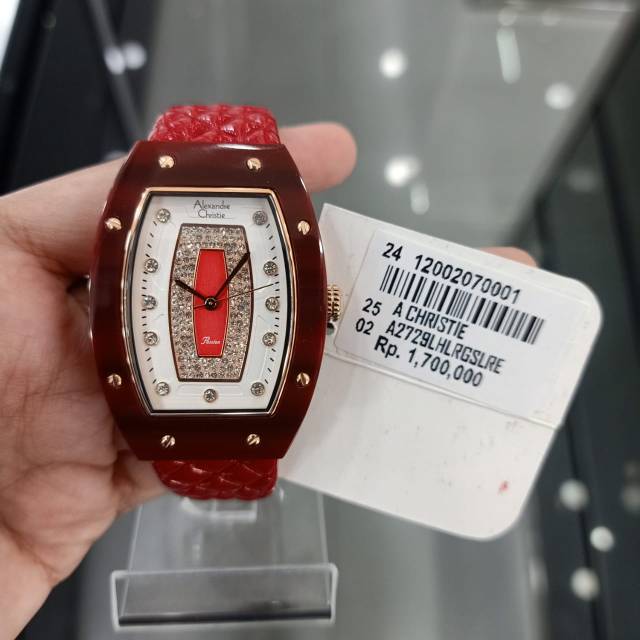 Alexandre
Christie
Passion
24 12002070001
25 A CHRISTIE
02 A2729LHLRGSLRE
Rp. 1,700,000